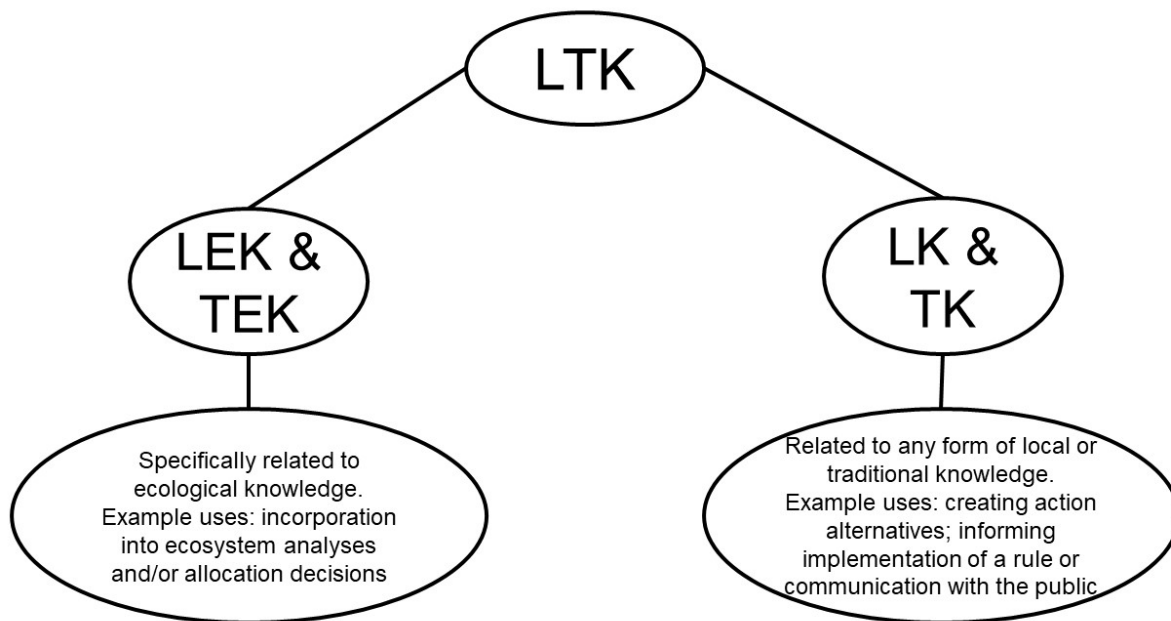 LTK
LEK &
TEK
LK &
TK
Specifically related to
ecological knowledge.
Example uses: incorporation
into ecosystem analyses
and/or allocation decisions
Related to any form of local or
traditional knowledge.
Example uses: creating action
alternatives; informing
implementation of a rule or
communication with the public